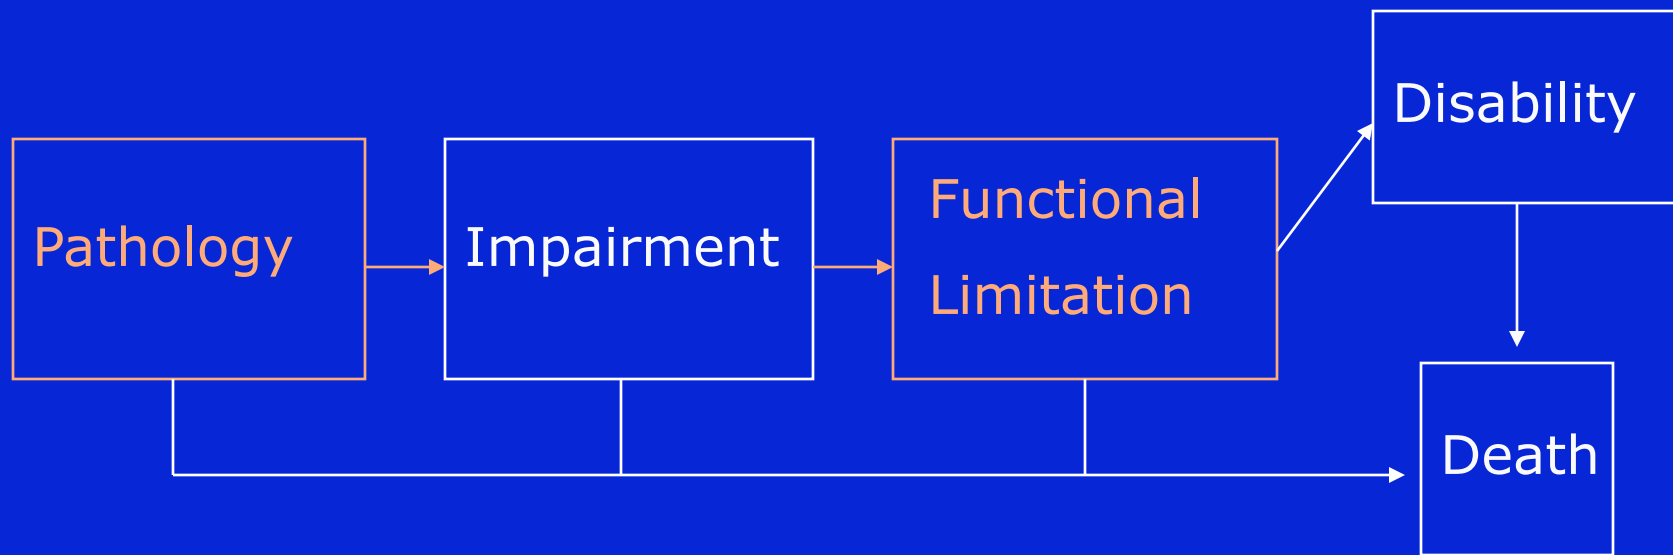 Disability
Pathology
Impairment
Functional
Limitation
Death